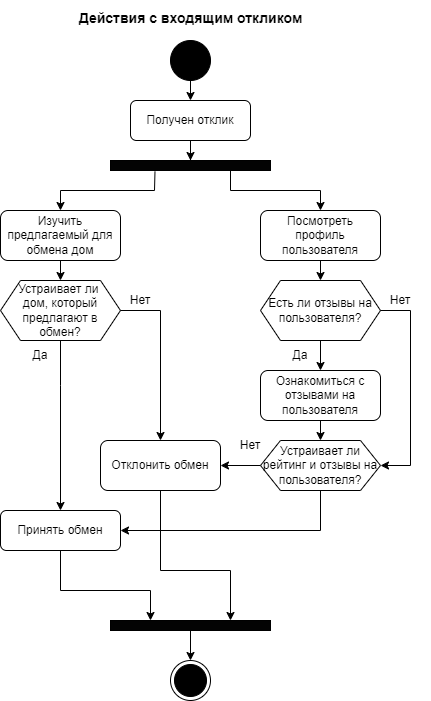 Действия с входящим откликом
Получен отклик
Изучить
предлагаемый для
обмена дом
Посмотреть
профиль
пользователя
Устраивает ли
дом, который
предлагают в
обмен?
Нет
Есть ли отзывы на
пользователя?
Нет
Да
Да
Ознакомиться с
отзывами на
пользователя
Нет
Отклонить обмен
Устраивает ли
рейтинг и отзывы на
пользователя?
Принять обмен